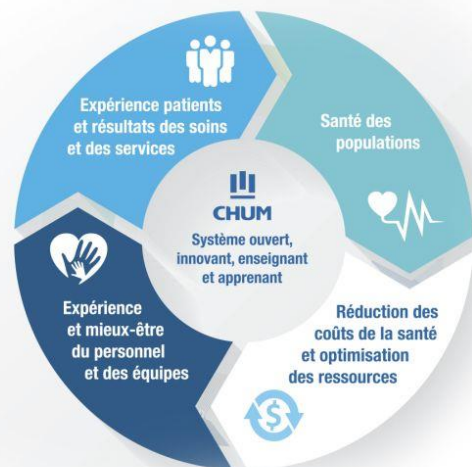 Expérience patients
et résultats des soins
et des services
Santé des
populations
CHUM
Système ouvert,
innovant, enseignant
et apprenant
Expérience
et mieux-être
du personnel
et des équipes
Réduction des
coûts de la santé
et optimisation
des ressources
$